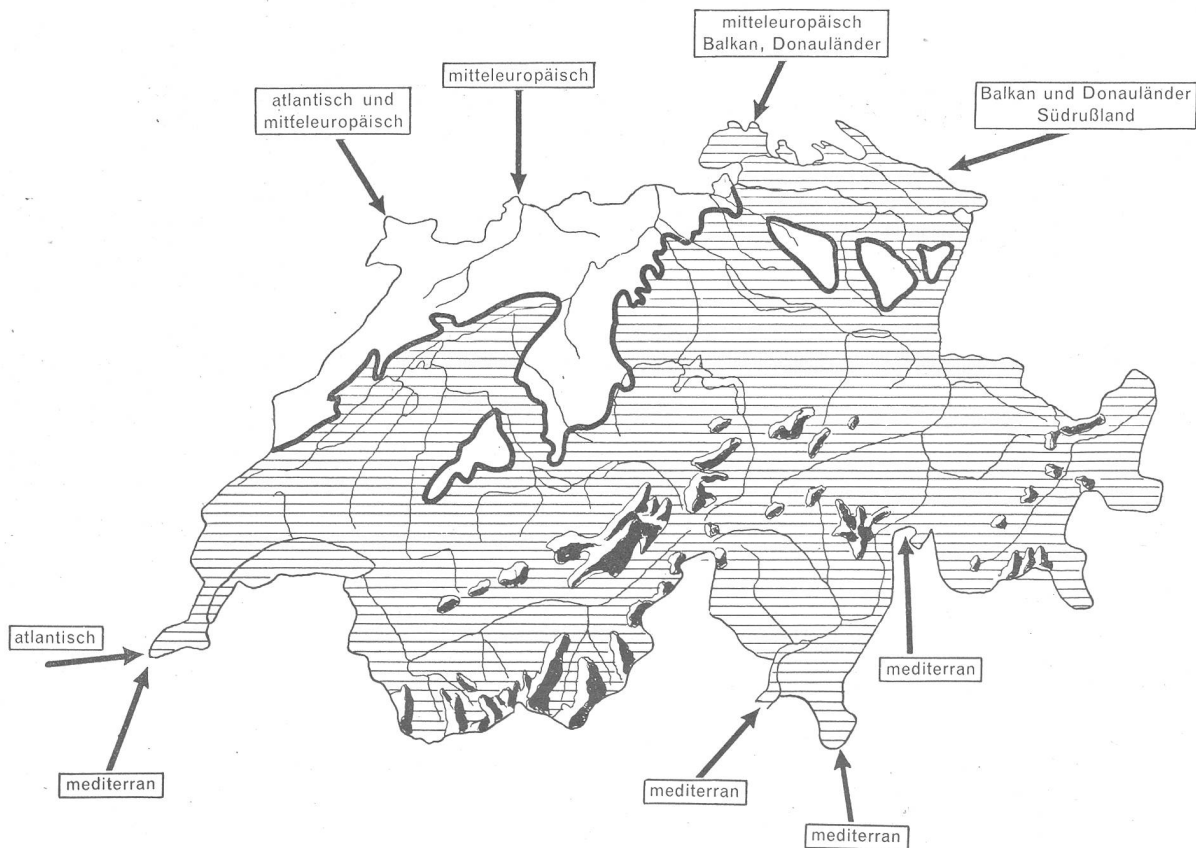 mitteleuropäisch
Balkan, Donauländer
mitteleuropäisch
atlantisch und
mitteleuropäisch
Balkan und Donauländer
Südrußland
atlantisch
mediterran
mediterran
mediterran
mediterran